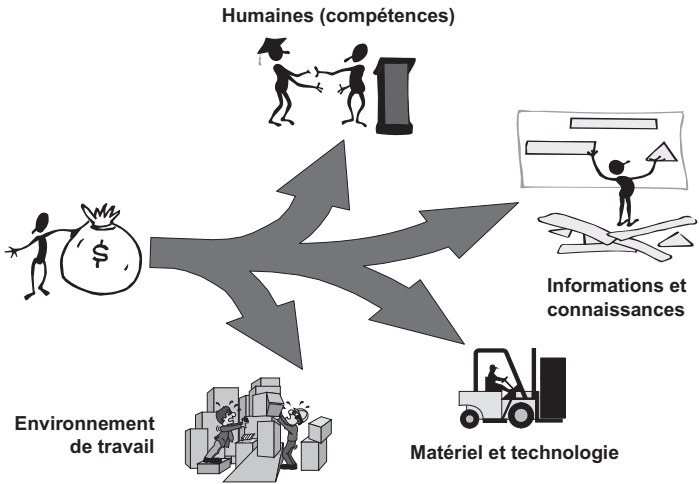 Humaines (compétences)
$
Informations et
connaissances
Environnement
de travail
Matériel et technologie